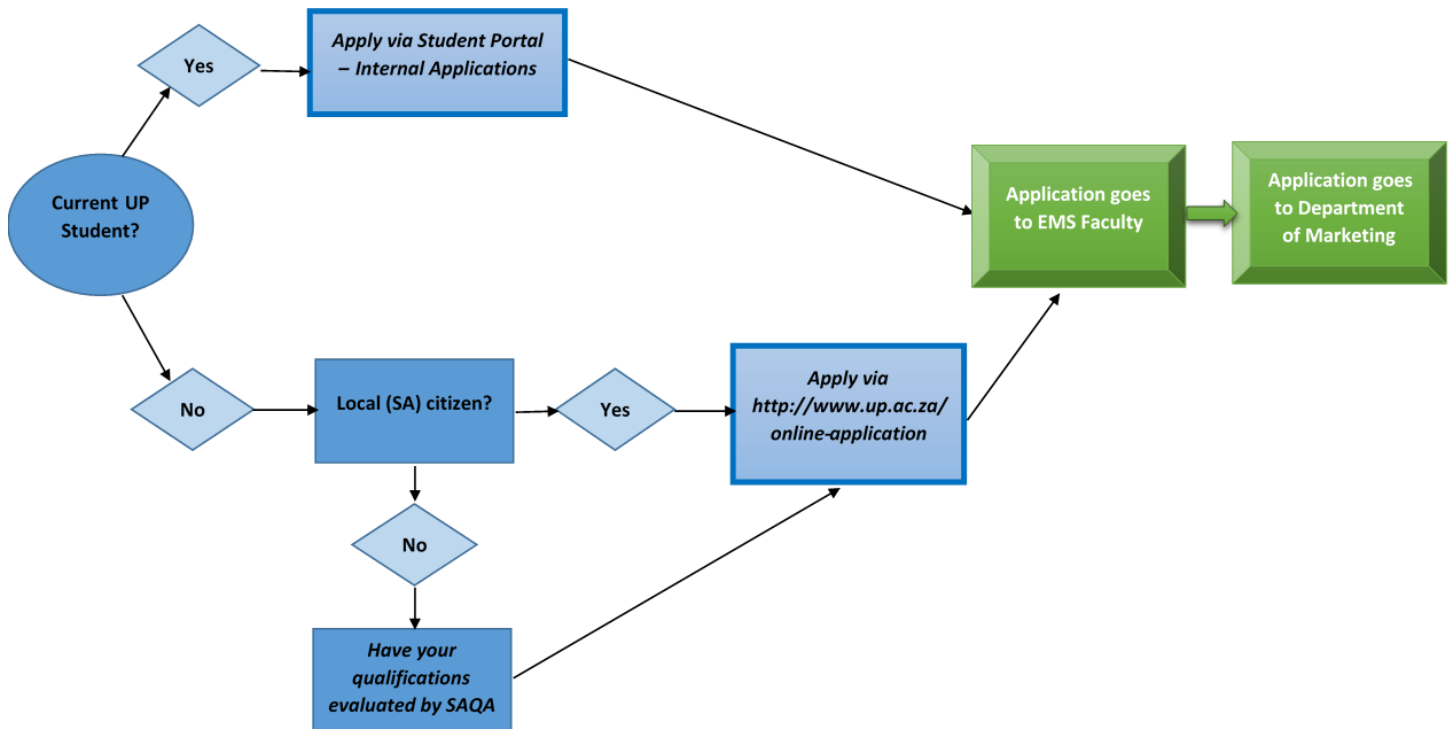 Yes
Apply via Student Portal
– Internal Applications
Current UP
Student?
Application goes
to EMS Faculty
Application goes
to Department
of Marketing
No
Local (SA) citizen?
Yes
Apply via
http://www.up.ac.za/
online-application
No
Have your
qualifications
evaluated by SAQA